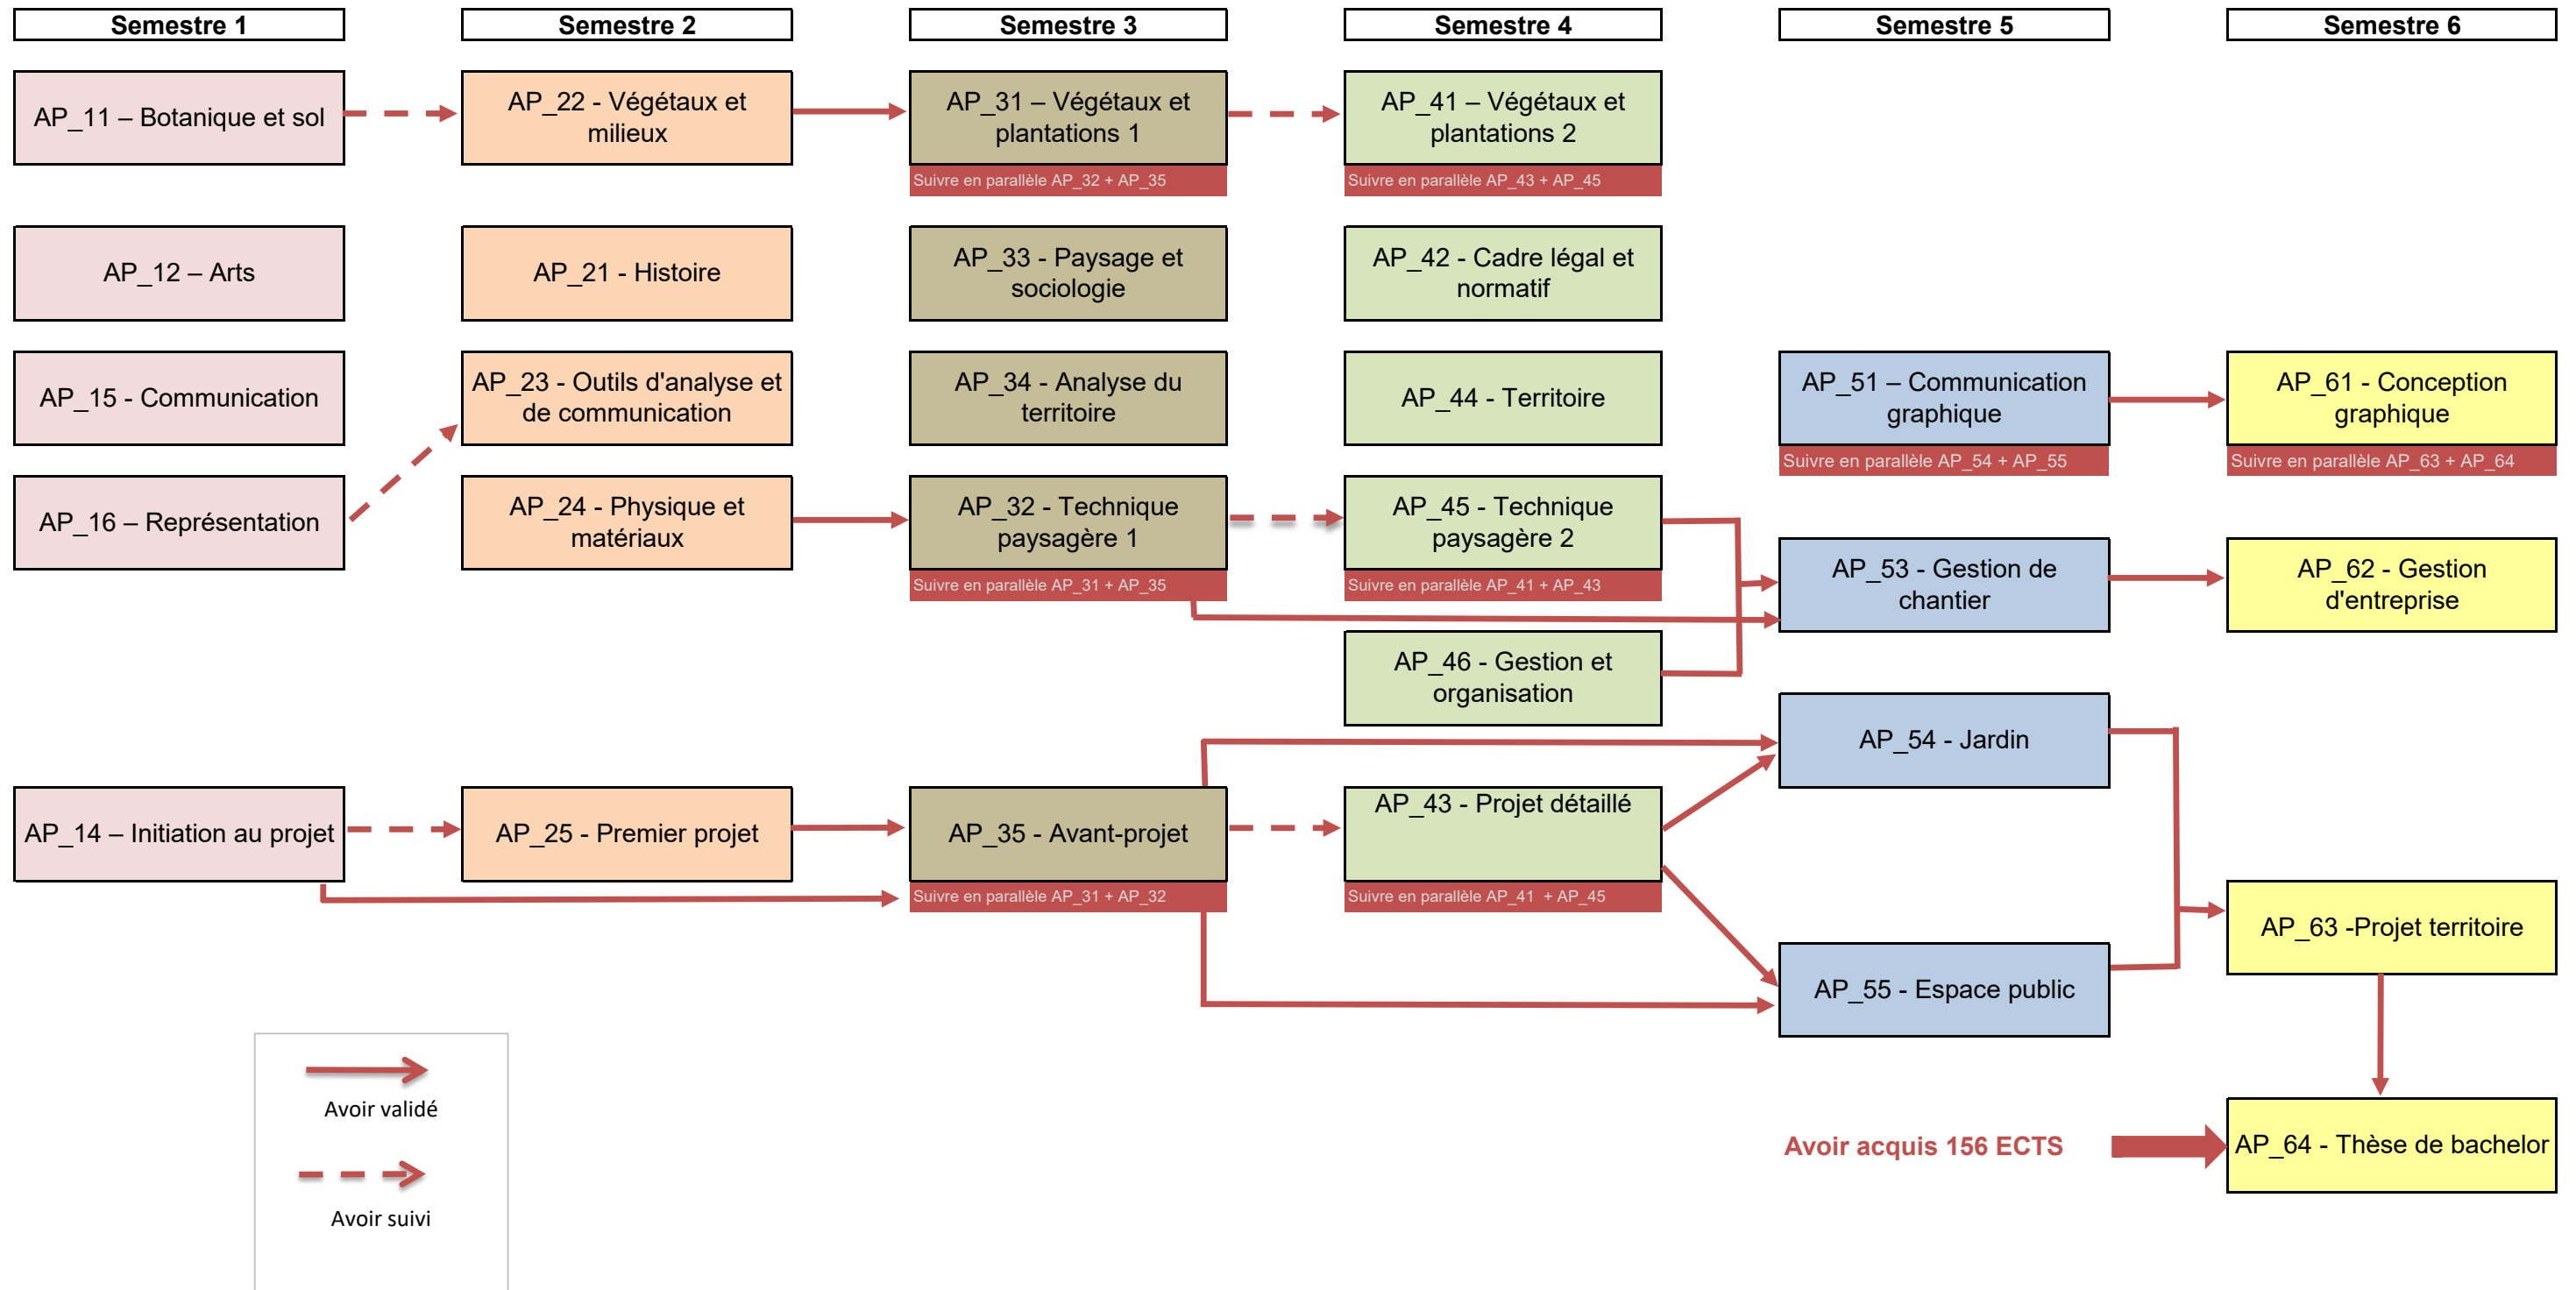 Semestre 1
Semestre 2
Semestre 3
Semestre 4
Semestre 5
Semestre 6
AP_11 – Botanique et sol
AP_22 - Végétaux et
milieux
AP_31 – Végétaux et
plantations 1
Suivre en parallèle AP_32 + AP_35
AP_41 – Végétaux et
plantations 2
Suivre en parallèle AP_43 + AP_45
AP_12 – Arts
AP_21 - Histoire
AP_33 - Paysage et
sociologie
AP_42 - Cadre légal et
normatif
AP_15 - Communication
AP_23 - Outils d'analyse et
de communication
AP_34 - Analyse du
territoire
AP_44 - Territoire
AP_51 – Communication
graphique
Suivre en parallèle AP_54 + AP_55
AP_61 - Conception
graphique
Suivre en parallèle AP_63 + AP_64
AP_16 – Représentation
AP_24 - Physique et
matériaux
AP_32 - Technique
paysagère 1
Suivre en parallèle AP_31 + AP_35
AP_45 - Technique
paysagère 2
Suivre en parallèle AP_41 + AP_43
AP_53 - Gestion de
chantier
AP_62 - Gestion
d'entreprise
AP_46 - Gestion et
organisation
AP_54 - Jardin
AP_14 – Initiation au projet
AP_25 - Premier projet
AP_35 - Avant-projet
Suivre en parallèle AP_31 + AP_32
AP_43 - Projet détaillé
Suivre en parallèle AP_41 + AP_45
AP_63 -Projet territoire
AP_55 - Espace public
Avoir validé
Avoir suivi
Avoir acquis 156 ECTS
AP_64 - Thèse de bachelor